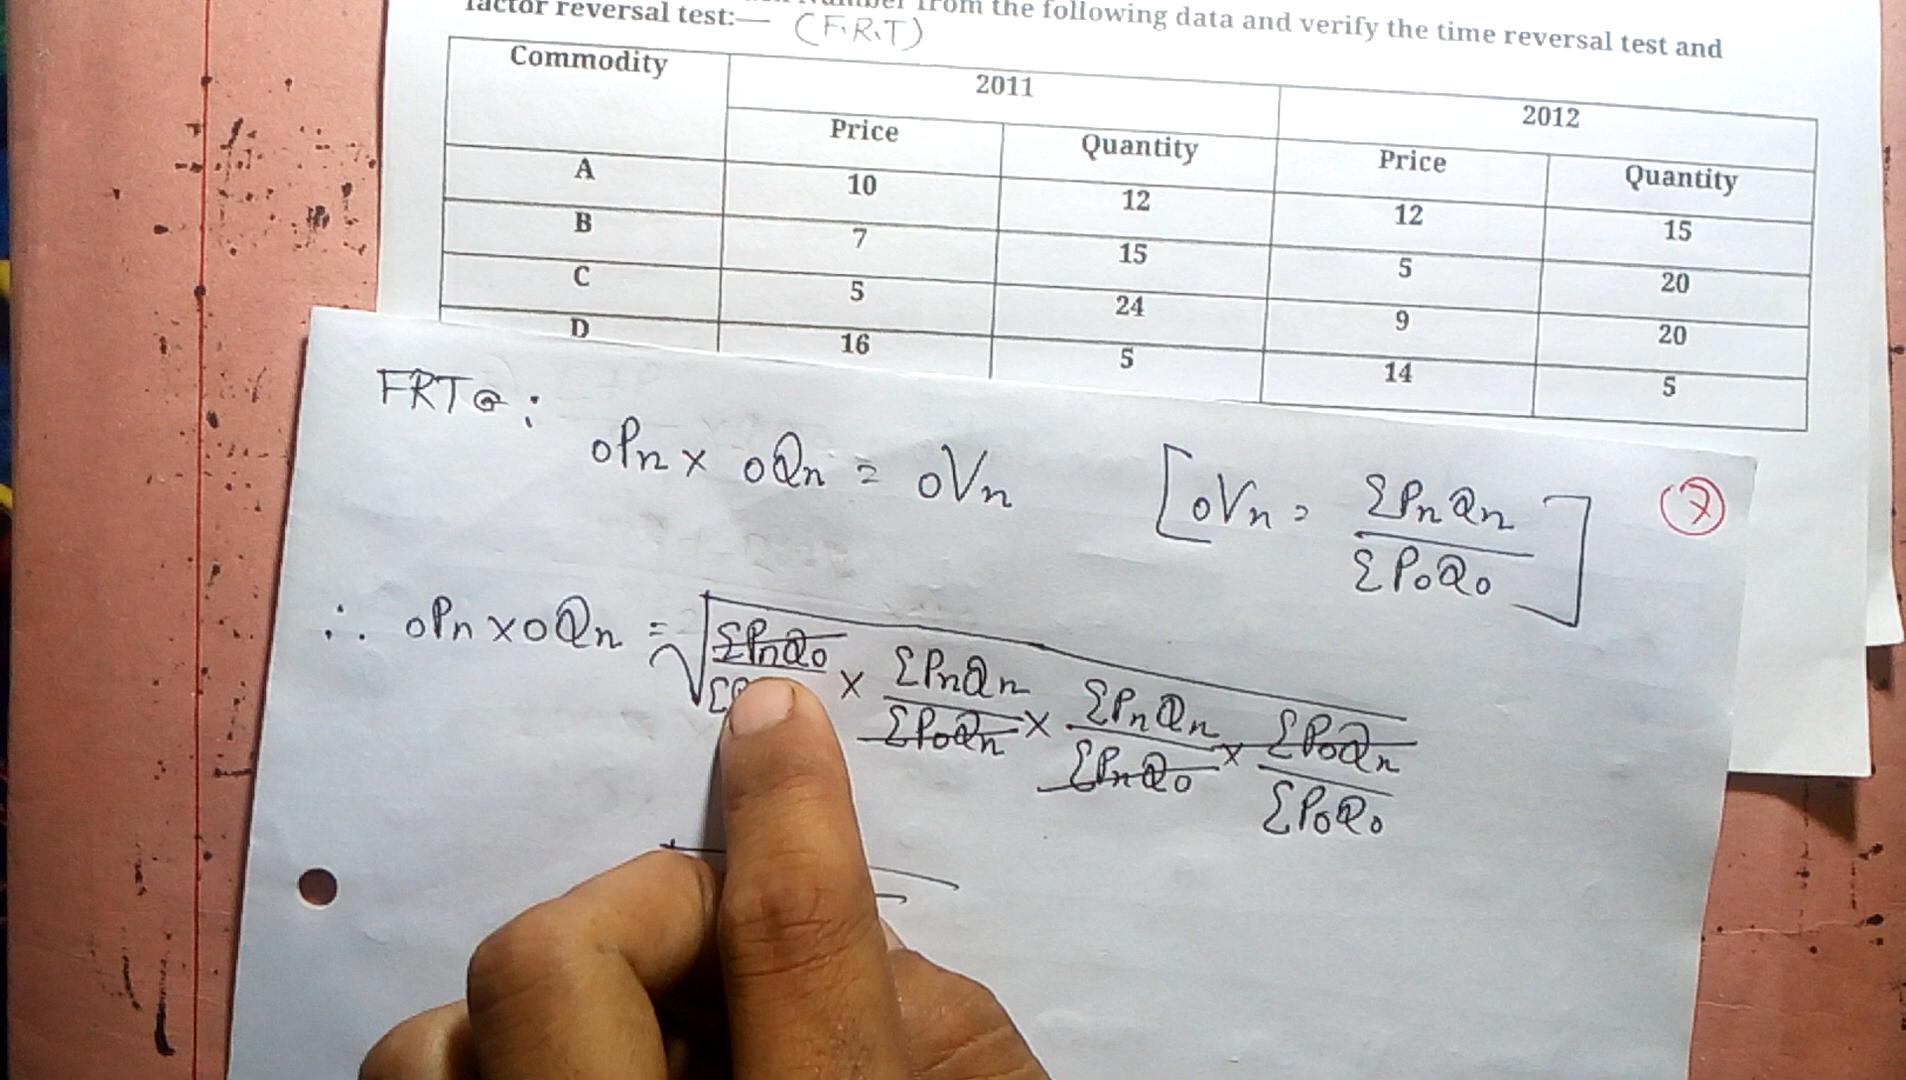 from the following data and verify the time reversal test and
factor reversal test:— (F.R.T)
Commodity 2011 2012
Price Quantity Price Quantity
A 10 12 12 15
B 7 15 5 20
C 5 24 9 20
D 16 5 14 5
FRT :
oPn × oQn = oVn [oVn = ΣPnQn / ΣPoQo] 7
∴ oPn × oQn = √ ΣPnQo / Σ × ΣPnQn / ΣPoQn × ΣPnQn / ΣPnQo × ΣPoQn / ΣPoQo